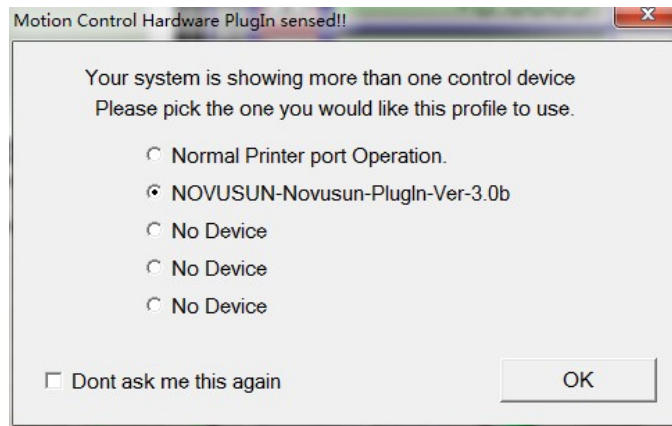 Motion Control Hardware PlugIn sensed!!
Your system is showing more than one control device
Please pick the one you would like this profile to use.
Normal Printer port Operation.
NOVUSUN-Novusun-PlugIn-Ver-3.0b
No Device
No Device
No Device
Dont ask me this again
OK